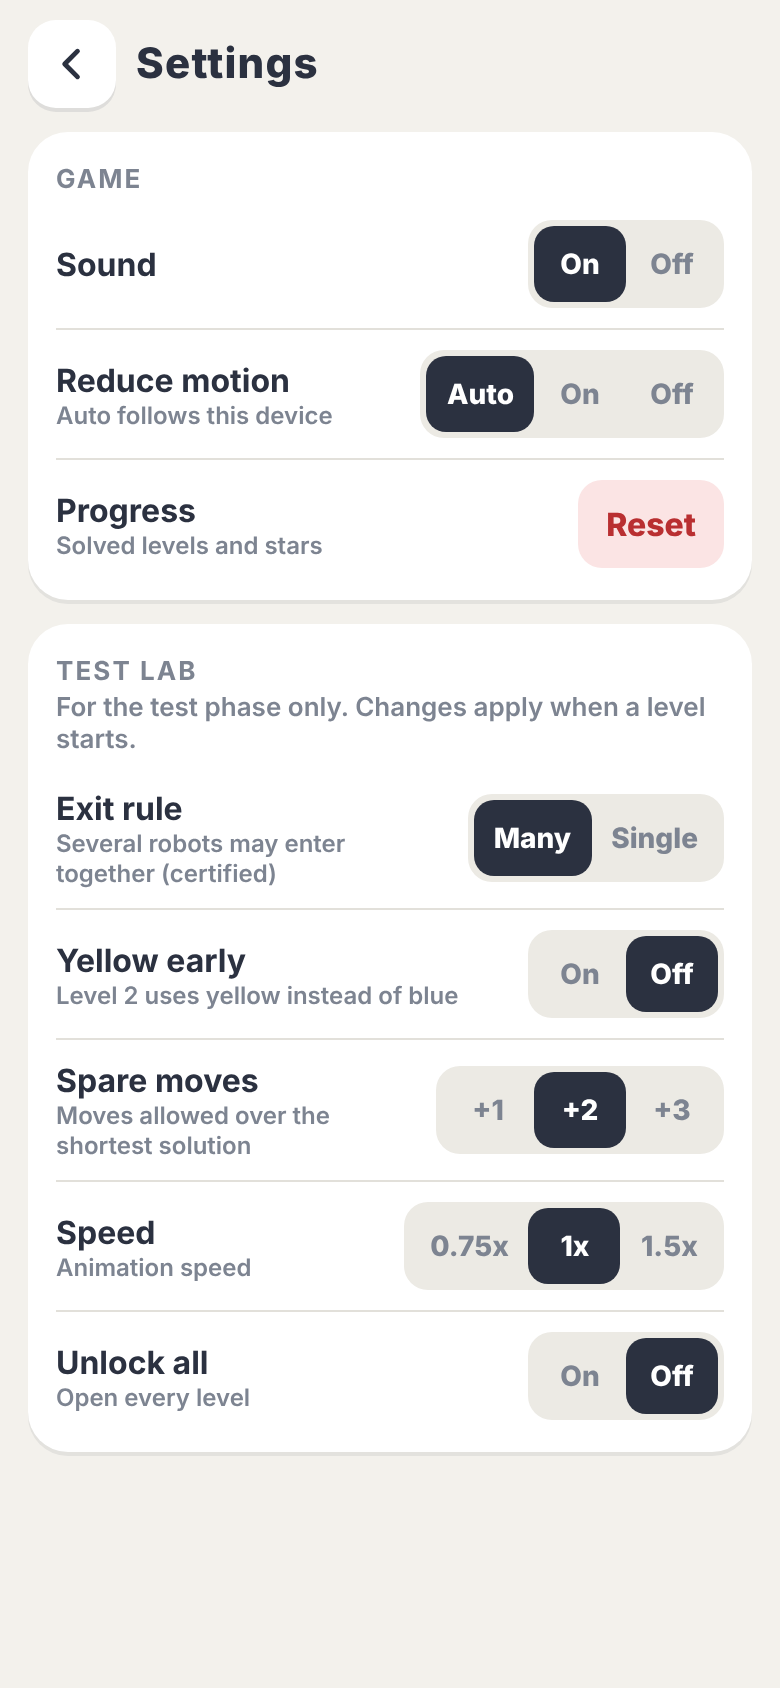 Settings
GAME
Sound
On Off
Reduce motion
Auto follows this device
Auto On Off
Progress
Solved levels and stars
Reset
TEST LAB
For the test phase only. Changes apply when a level
starts.
Exit rule
Several robots may enter
together (certified)
Many Single
Yellow early
Level 2 uses yellow instead of blue
On Off
Spare moves
Moves allowed over the
shortest solution
+1 +2 +3
Speed
Animation speed
0.75x 1x 1.5x
Unlock all
Open every level
On Off